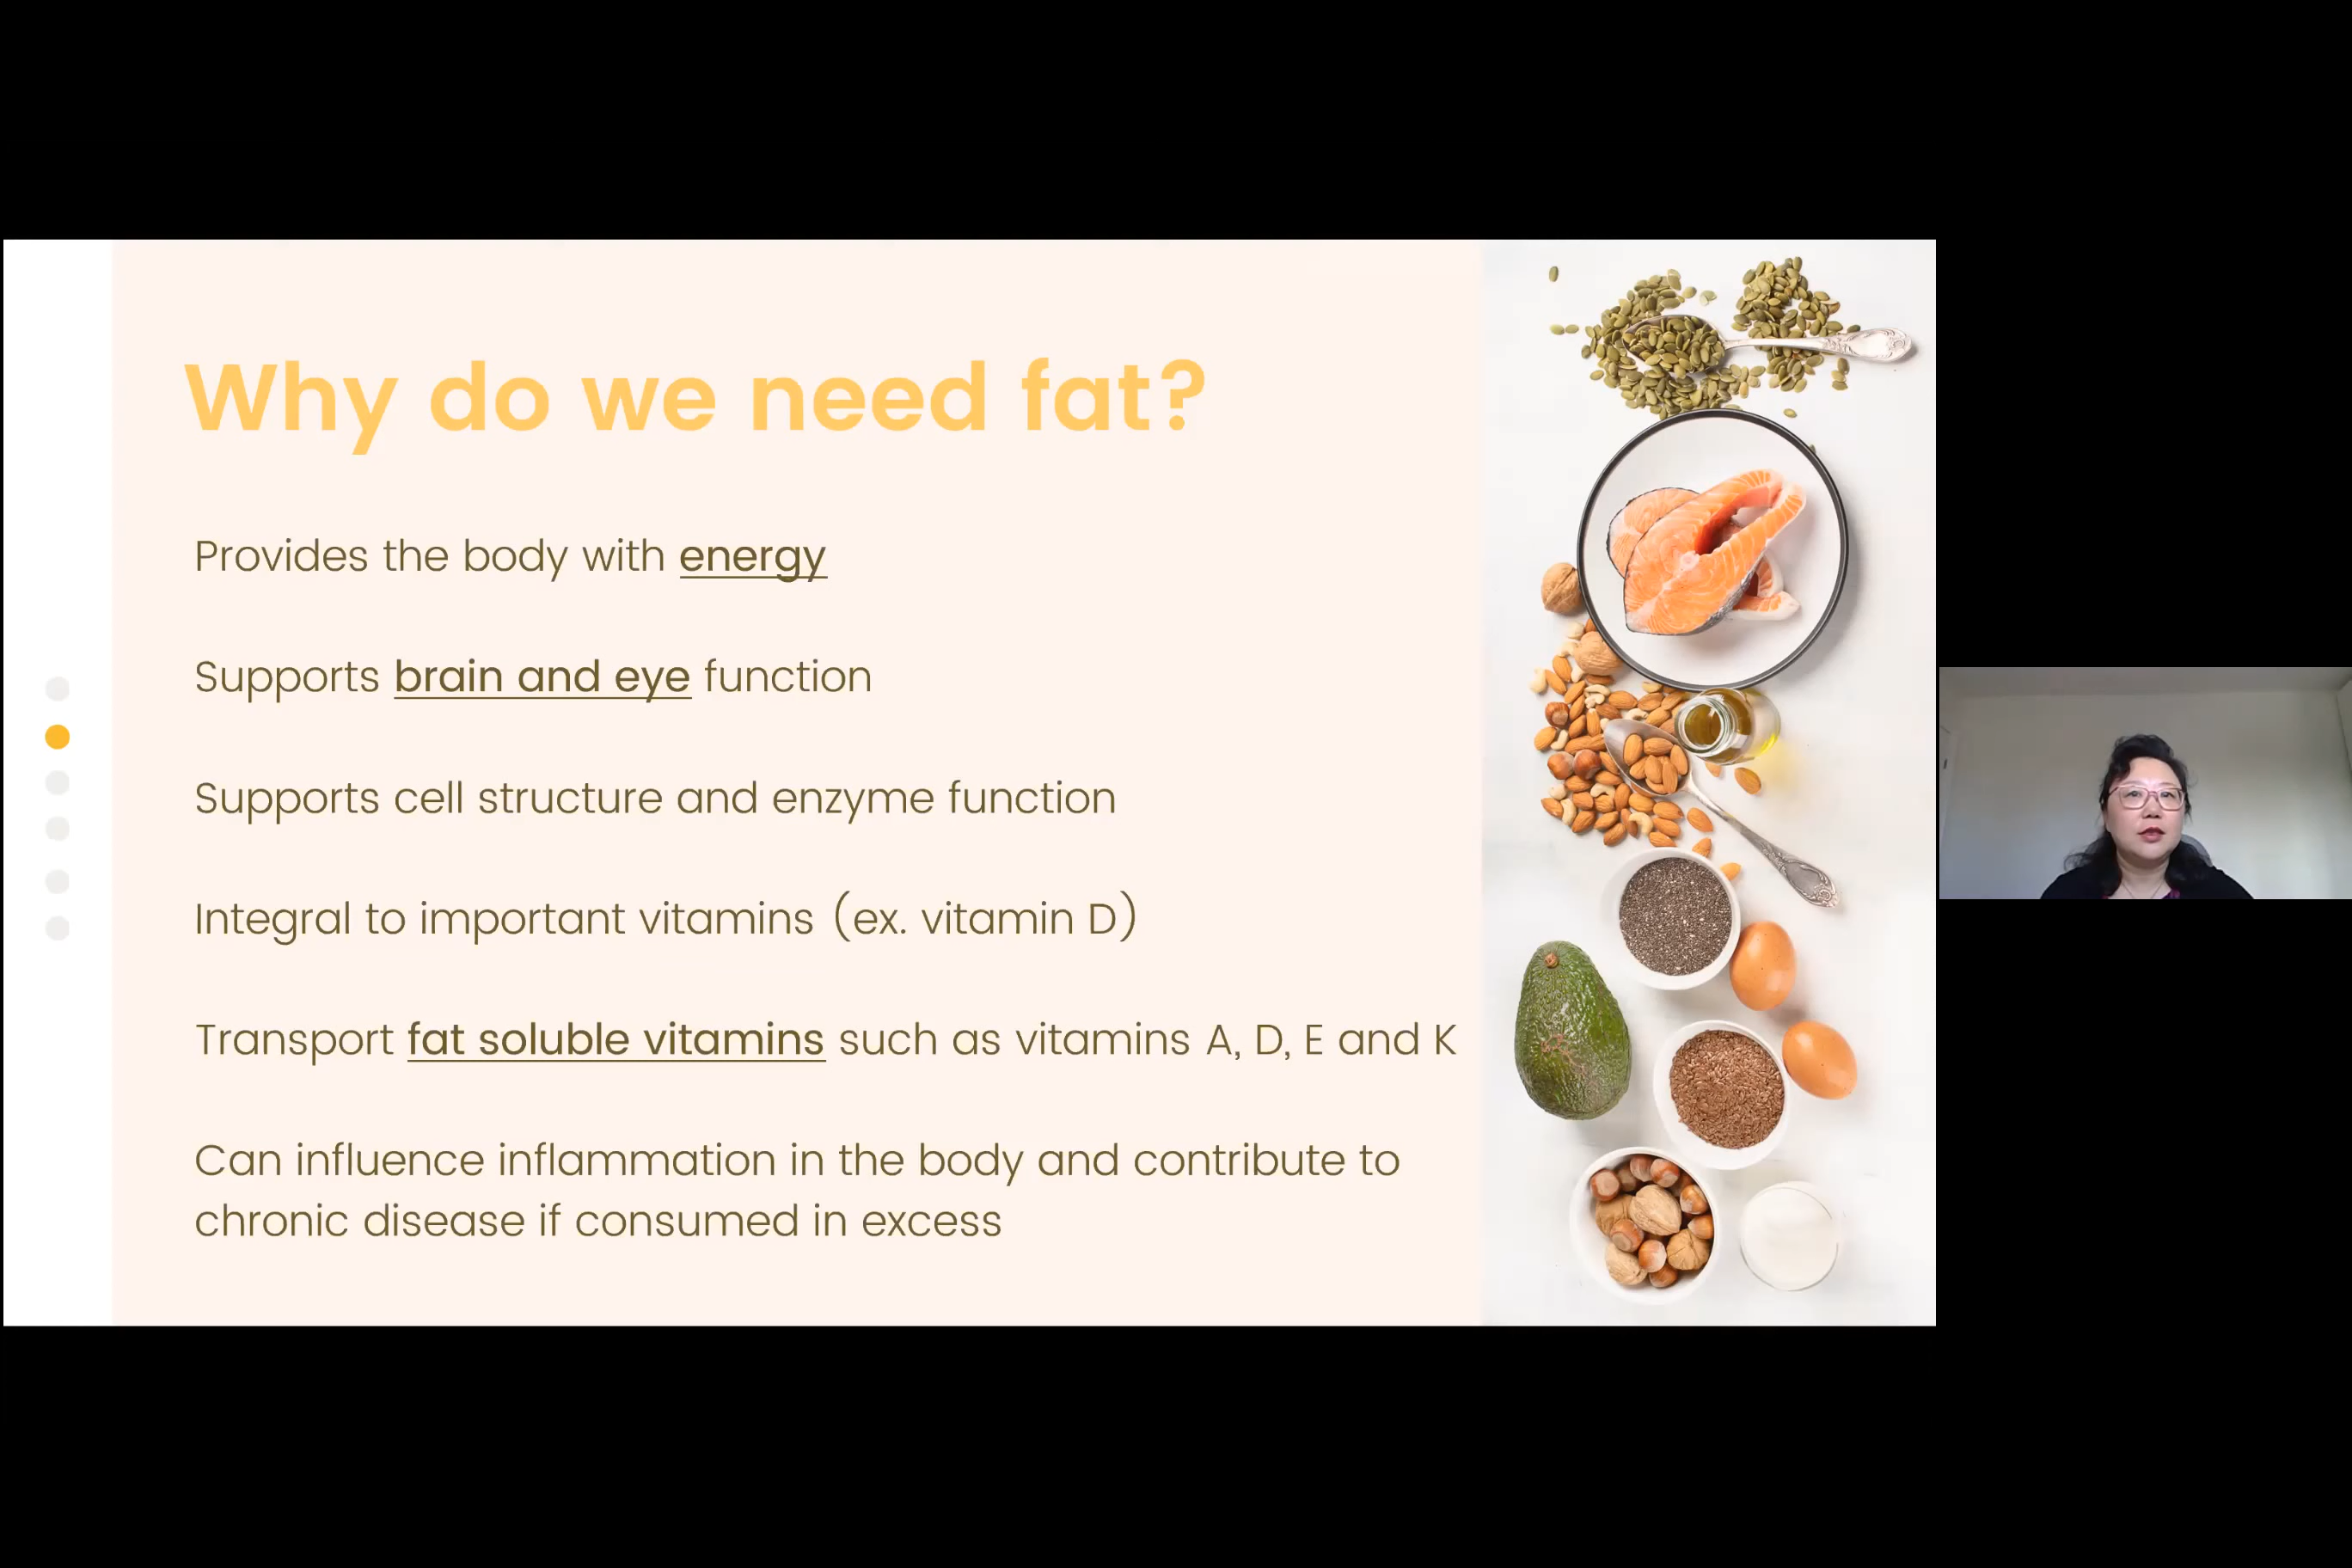 Why do we need fat?
Provides the body with energy
Supports brain and eye function
Supports cell structure and enzyme function
Integral to important vitamins (ex. vitamin D)
Transport fat soluble vitamins such as vitamins A, D, E and K
Can influence inflammation in the body and contribute to
chronic disease if consumed in excess